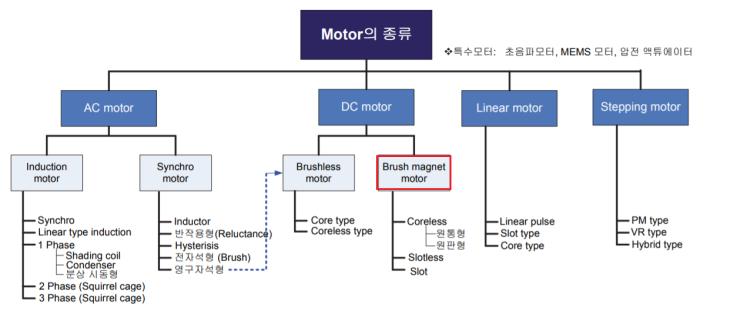 Motor의 종류
❖특수모터: 초음파모터, MEMS 모터, 압전 액튜에이터
AC motor
DC motor
Linear motor
Stepping motor
Induction
motor
Synchro
motor
Brushless
motor
Brush magnet
motor
Synchro
Linear type induction
1 Phase
Shading coil
Condenser
분상 시동형
2 Phase (Squirrel cage)
3 Phase (Squirrel cage)
Inductor
반작용형(Reluctance)
Hysterisis
전자석형 (Brush)
영구자석형
Core type
Coreless type
Coreless
원통형
원판형
Slotless
Slot
Linear pulse
Slot type
Core type
PM type
VR type
Hybrid type